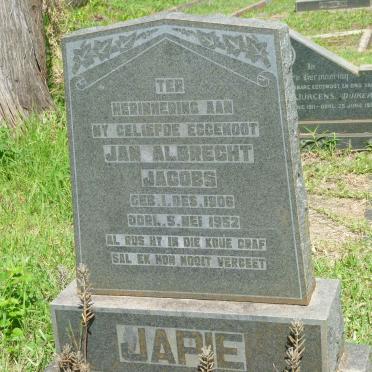 TER
HERINNERING AAN
MY GELIEFDE EGGENOOT
JAN ALBRECHT
JACOBS
GEB. 1. DES. 1906
OORL. 5. MEI 1952
AL RUS HY IN DIE KOUE GRAF
SAL EK HOM NOOIT VERGEET
JAPIE
In